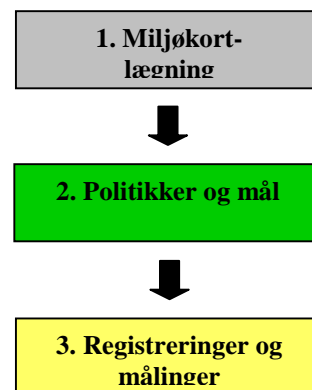 1. Miljøkort-
lægning
2. Politikker og mål
3. Registreringer og
målinger